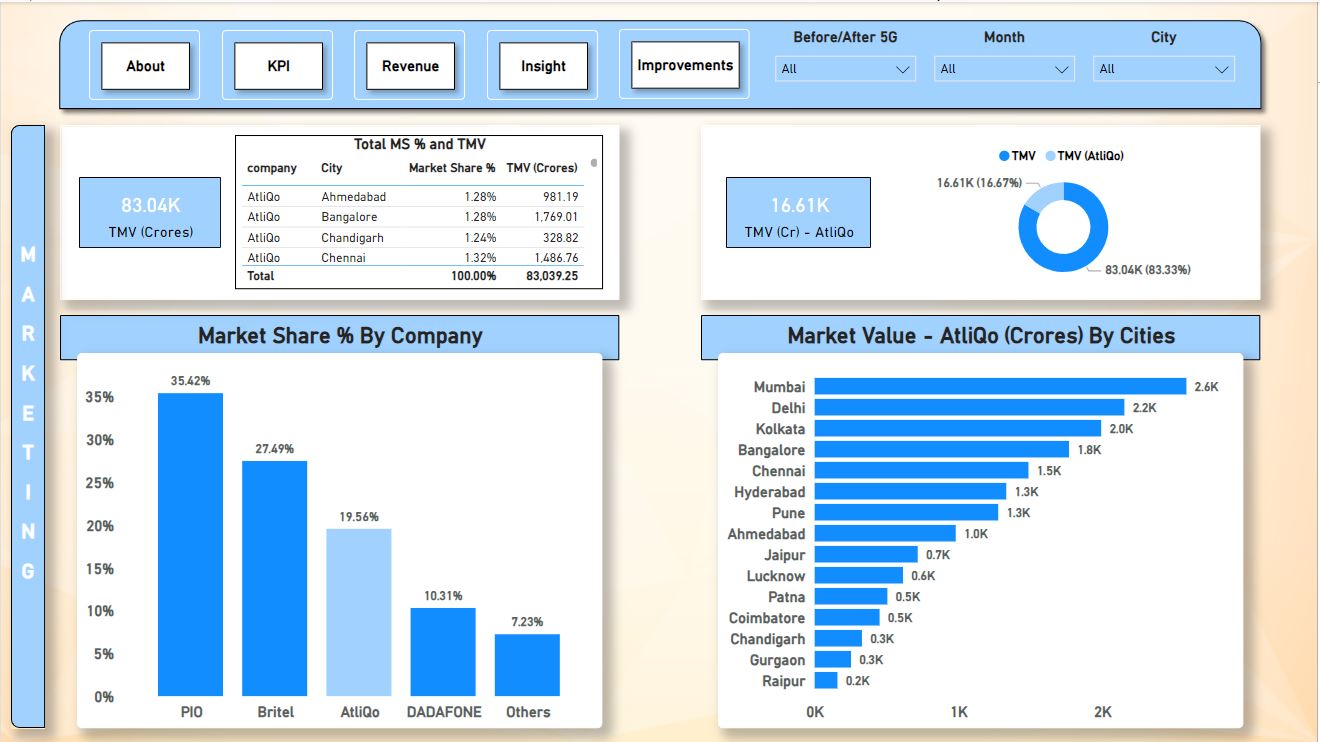 About
KPI
Revenue
Insight
Improvements
Before/After 5G
Month
City
All
All
All
MARKETING
83.04K
TMV (Crores)
Total MS % and TMV
company City Market Share % TMV (Crores)
AtliQo Ahmedabad 1.28% 981.19
AtliQo Bangalore 1.28% 1,769.01
AtliQo Chandigarh 1.24% 328.82
AtliQo Chennai 1.32% 1,486.76
Total 100.00% 83,039.25
16.61K
TMV (Cr) - AtliQo
TMV TMV (AtliQo)
16.61K (16.67%)
83.04K (83.33%)
Market Share % By Company
35.42%
27.49%
19.56%
10.31%
7.23%
35%
30%
25%
20%
15%
10%
5%
0%
PIO Britel AtliQo DADAFONE Others
Market Value - AtliQo (Crores) By Cities
Mumbai 2.6K
Delhi 2.2K
Kolkata 2.0K
Bangalore 1.8K
Chennai 1.5K
Hyderabad 1.3K
Pune 1.3K
Ahmedabad 1.0K
Jaipur 0.7K
Lucknow 0.6K
Patna 0.5K
Coimbatore 0.5K
Chandigarh 0.3K
Gurgaon 0.3K
Raipur 0.2K
0K 1K 2K